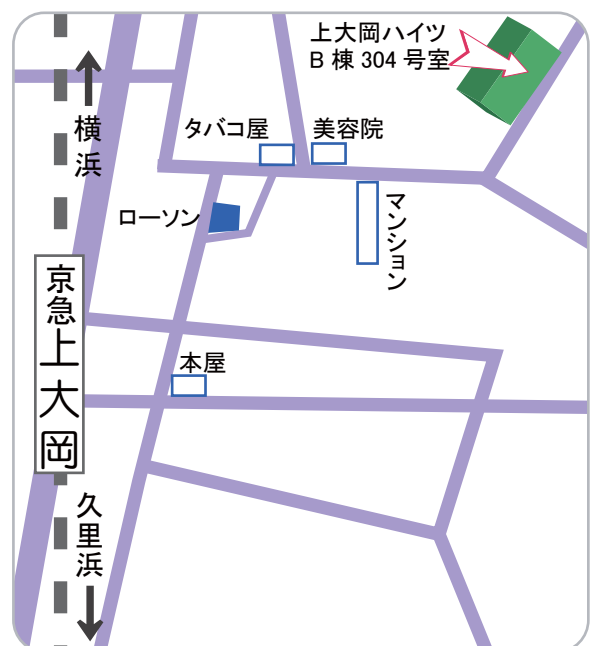 上大岡ハイツ
B 棟 304 号室
横浜
タバコ屋
美容院
ローソン
マンション
京急上大岡
本屋
久里浜